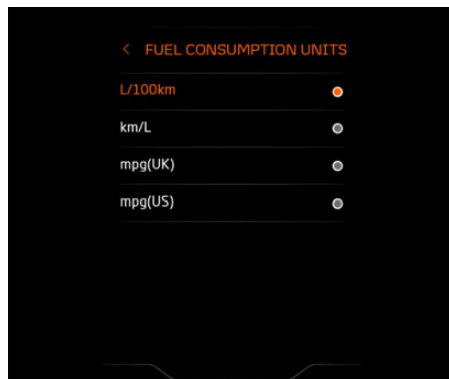 < FUEL CONSUMPTION UNITS
L/100km
km/L
mpg(UK)
mpg(US)